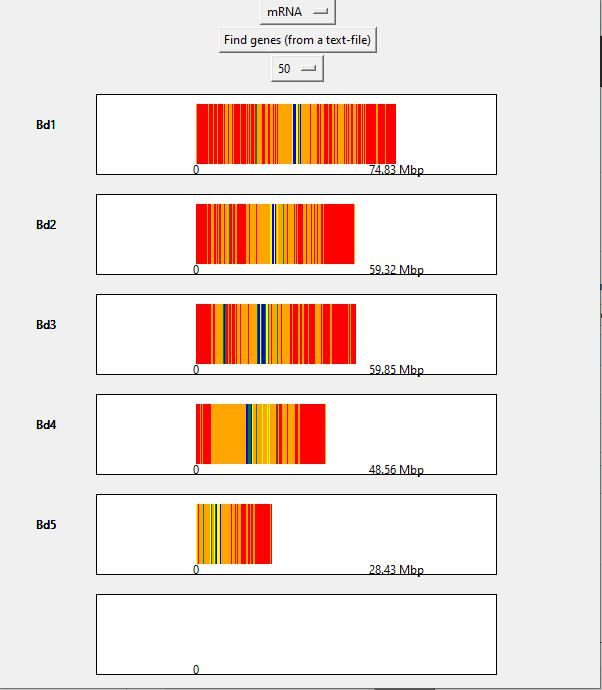 mRNA
Find genes (from a text-file)
50
Bd1
0 74.83 Mbp
Bd2
0 59.32 Mbp
Bd3
0 59.85 Mbp
Bd4
0 48.56 Mbp
Bd5
0 28.43 Mbp
0